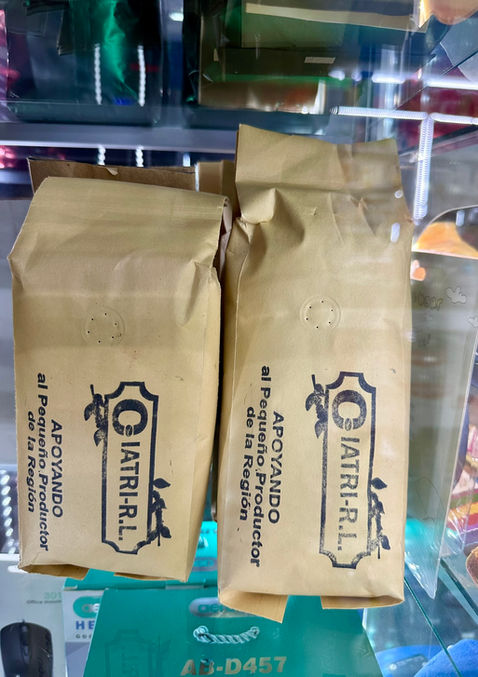 CIATRI-R.L.
APOYANDO
al Pequeño Productor
de la Región
CIATRI-R.L.
APOYANDO
al Pequeño Productor
de la Región
AB-D457